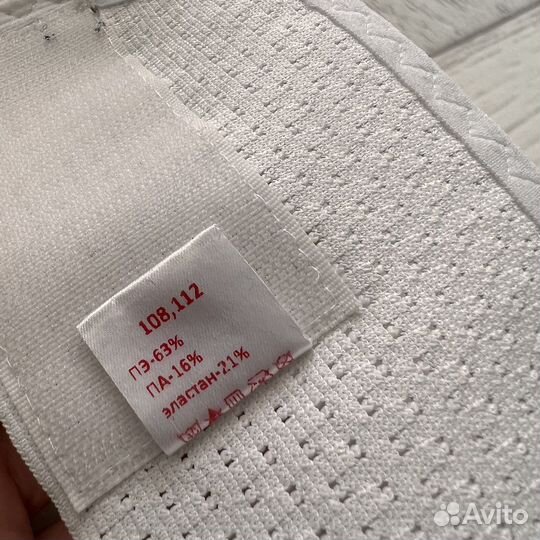 108,112
ПЭ-63%
ПА-16%
эластан-21%
Avito